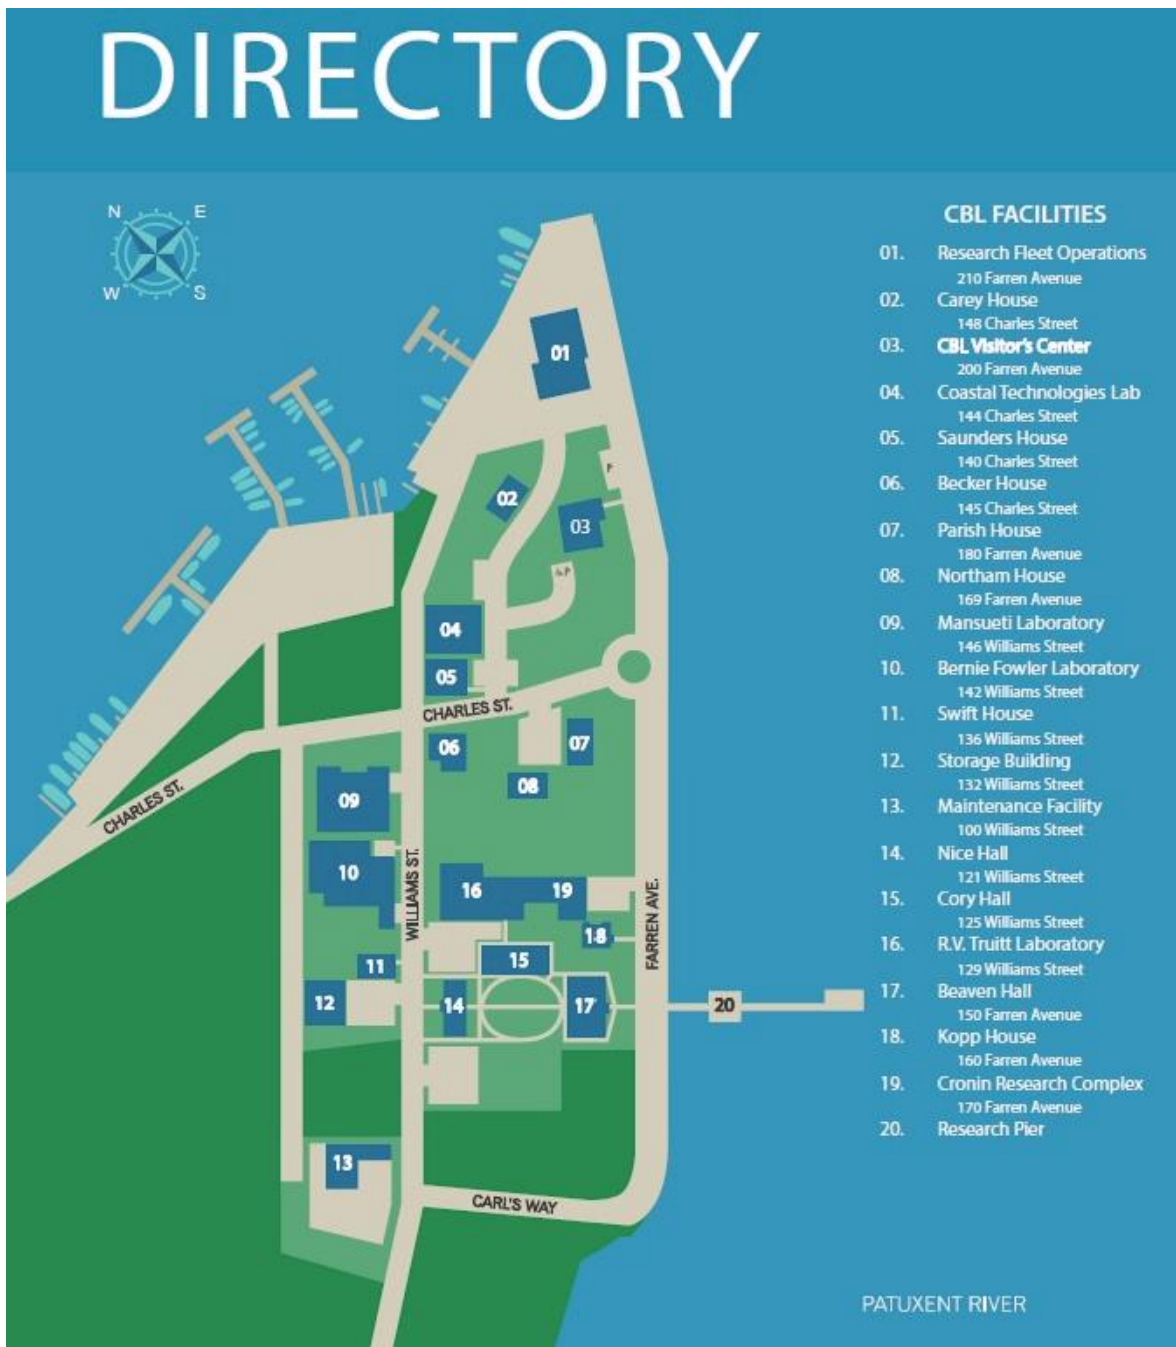 DIRECTORY
N E
W S
CBL FACILITIES
01. Research Fleet Operations
210 Farren Avenue
02. Carey House
148 Charles Street
03. CBL Visitor's Center
200 Farren Avenue
04. Coastal Technologies Lab
144 Charles Street
05. Saunders House
140 Charles Street
06. Becker House
145 Charles Street
07. Parish House
180 Farren Avenue
08. Northam House
169 Farren Avenue
09. Mansueti Laboratory
146 Williams Street
10. Bernie Fowler Laboratory
142 Williams Street
11. Swift House
136 Williams Street
12. Storage Building
132 Williams Street
13. Maintenance Facility
100 Williams Street
14. Nice Hall
121 Williams Street
15. Cory Hall
125 Williams Street
16. R.V. Truitt Laboratory
129 Williams Street
17. Beaven Hall
150 Farren Avenue
18. Kopp House
160 Farren Avenue
19. Cronin Research Complex
170 Farren Avenue
20. Research Pier
01
P
02
03
P
04
05
CHARLES ST.
06
07
08
CHARLES ST.
09
10
WILLIAMS ST.
16
19
FARREN AVE.
18
15
11
12
14
17
20
13
CARL'S WAY
PATUXENT RIVER